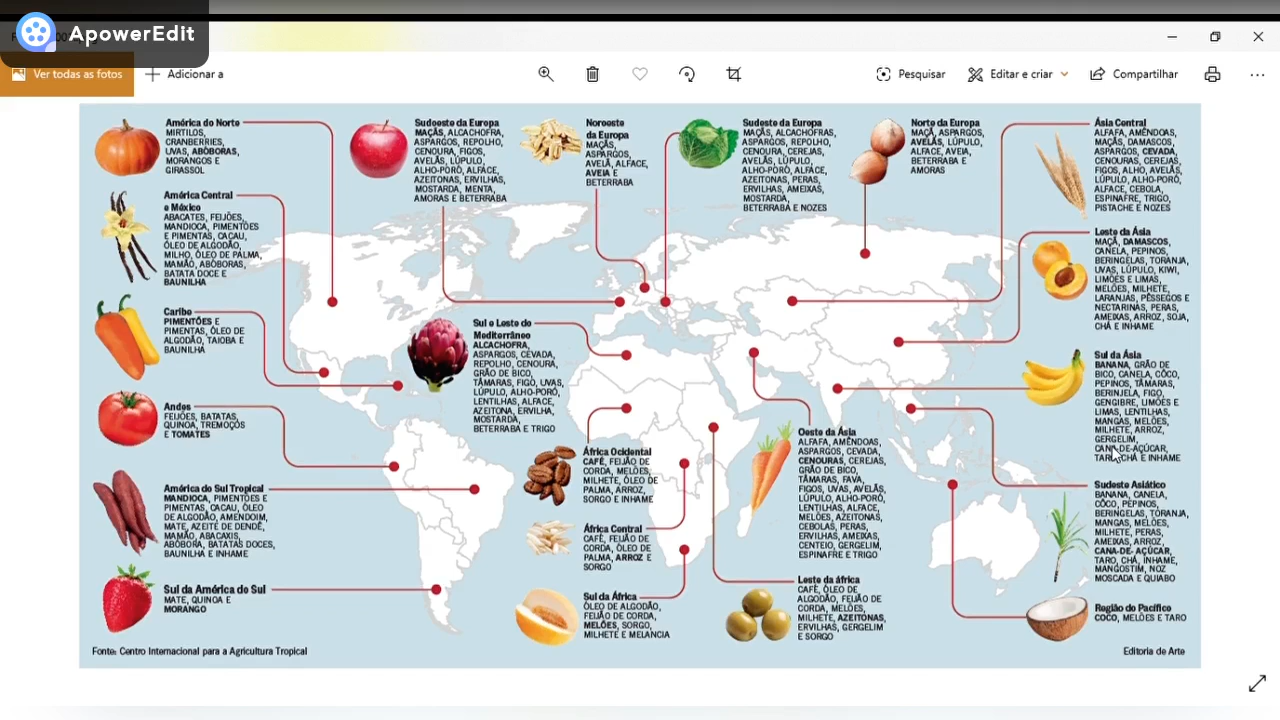 ApowerEdit
Ver todas as fotos
Adicionar a
Pesquisar
Editar e criar
Compartilhar
América do Norte
MIRTILOS,
CRANBERRIES,
UVAS, ABÓBORAS,
MORANGOS E
GIRASSOL
América Central
e México
ABACATES, FEIJÕES,
MANDIOCA, PIMENTÕES
E PIMENTAS, CACAU,
ÓLEO DE ALGODÃO,
MILHO, ÓLEO DE PALMA,
MAMÃO, ABÓBORAS,
BATATA DOCE E
BAUNILHA
Caribe
PIMENTÕES E
PIMENTAS, ÓLEO DE
ALGODÃO, TAIOBA E
BAUNILHA
Andes
FEIJÕES, BATATAS,
QUINOA, TREMOÇOS
E TOMATES
América do Sul Tropical
MANDIOCA, PIMENTÕES E
PIMENTAS, CACAU, ÓLEO
DE ALGODÃO, AMENDOIM,
MATE, AZEITE DE DENDÊ,
MAMÃO, ABACAXIS,
ABÓBORA, BATATAS DOCES,
BAUNILHA E INHAME
Sul da América do Sul
MATE, QUINOA E
MORANGO
Sudoeste da Europa
MAÇÃS, ALCACHOFRA,
ASPARGOS, REPOLHO,
CENOURA, FIGOS,
AVELÃS, LÚPULO,
ALHO-PORÓ, ALFACE,
AZEITONAS, ERVILHAS,
MOSTARDA, MENTA,
AMORAS E BETERRABA
Noroeste
da Europa
MAÇÃS,
ASPARGOS,
AVELÃ, ALFACE,
AVEIA E
BETERRABA
Sudeste da Europa
MAÇÃS, ALCACHOFRAS,
ASPARGOS, REPOLHO,
CENOURA, CEREJAS,
AVELÃS, LÚPULO,
ALHO-PORÓ, ALFACE,
AZEITONAS, PERAS,
ERVILHAS, AMEIXAS,
MOSTARDA,
BETERRABA E NOZES
Norte da Europa
MAÇÃ, ASPARGOS,
AVELÃS, LÚPULO,
ALFACE, AVEIA,
BETERRABA E
AMORAS
Ásia Central
ALFAFA, AMÊNDOAS,
MAÇÃS, DAMASCOS,
ASPARGOS, CEVADA,
CENOURAS, CEREJAS,
FIGOS, ALHO, AVELÃS,
LÚPULO, ALHO-PORÓ,
ALFACE, CEBOLA,
ESPINAFRE, TRIGO,
PISTACHE E NOZES
Leste da Ásia
MAÇÃ, DAMASCOS,
CANELA, PEPINOS,
BERINGELAS, TORANJA,
UVAS, LÚPULO, KIWI,
LIMÕES E LIMAS,
MELÕES, MILHETE,
LARANJAS, PÊSSEGOS E
NECTARINAS, PERAS,
AMEIXAS, ARROZ, SOJA,
CHÁ E INHAME
Sul e Leste do
Mediterrâneo
ALCACHOFRA,
ASPARGOS, CEVADA,
REPOLHO, CENOURA,
GRÃO DE BICO,
TÂMARAS, FIGO, UVAS,
LÚPULO, ALHO-PORÓ,
LENTILHAS, ALFACE,
AZEITONA, ERVILHA,
MOSTARDA,
BETERRABA E TRIGO
África Ocidental
CAFÉ, FEIJÃO DE
CORDA, MELÕES,
MILHETE, ÓLEO DE
PALMA, ARROZ,
SORGO E INHAME
África Central
CAFÉ, FEIJÃO DE
CORDA, ÓLEO DE
PALMA, ARROZ E
SORGO
Sul da África
ÓLEO DE ALGODÃO,
FEIJÃO DE CORDA,
MELÕES, SORGO,
MILHETE E MELANCIA
Oeste da Ásia
ALFAFA, AMÊNDOAS,
ASPARGOS, CEVADA,
CENOURAS, CEREJAS,
GRÃO DE BICO,
TÂMARAS, FAVA,
FIGOS, UVAS, AVELÃS,
LÚPULO, ALHO-PORÓ,
LENTILHAS, ALFACE,
MELÕES, AZEITONAS,
CEBOLAS, PERAS,
ERVILHAS, AMEIXAS,
CENTEIO, GERGELIM,
ESPINAFRE E TRIGO
Leste da áfrica
CAFÉ, ÓLEO DE
ALGODÃO, FEIJÃO DE
CORDA, MELÕES,
MILHETE, AZEITONAS,
ERVILHAS, GERGELIM
E SORGO
Sul da Ásia
BANANA, GRÃO DE
BICO, CANELA, CÔCO,
PEPINOS, TÂMARAS,
BERINJELA, FIGO,
GENGIBRE, LIMÕES E
LIMAS, LENTILHAS,
MANGAS, MELÕES,
MILHETE, ARROZ,
GERGELIM,
CANA-DE-AÇÚCAR,
TARO, CHÁ E INHAME
Sudeste Asiático
BANANA, CANELA,
CÔCO, PEPINOS,
BERINGELAS, TORANJA,
MANGAS, MELÕES,
MILHETE, PERAS,
AMEIXAS, ARROZ,
CANA-DE- AÇÚCAR,
TARO, CHÁ, INHAME,
MANGOSTIM, NOZ
MOSCADA E QUIABO
Região do Pacífico
COCO, MELÕES E TARO
Fonte: Centro Internacional para a Agricultura Tropical
Editoria de Arte